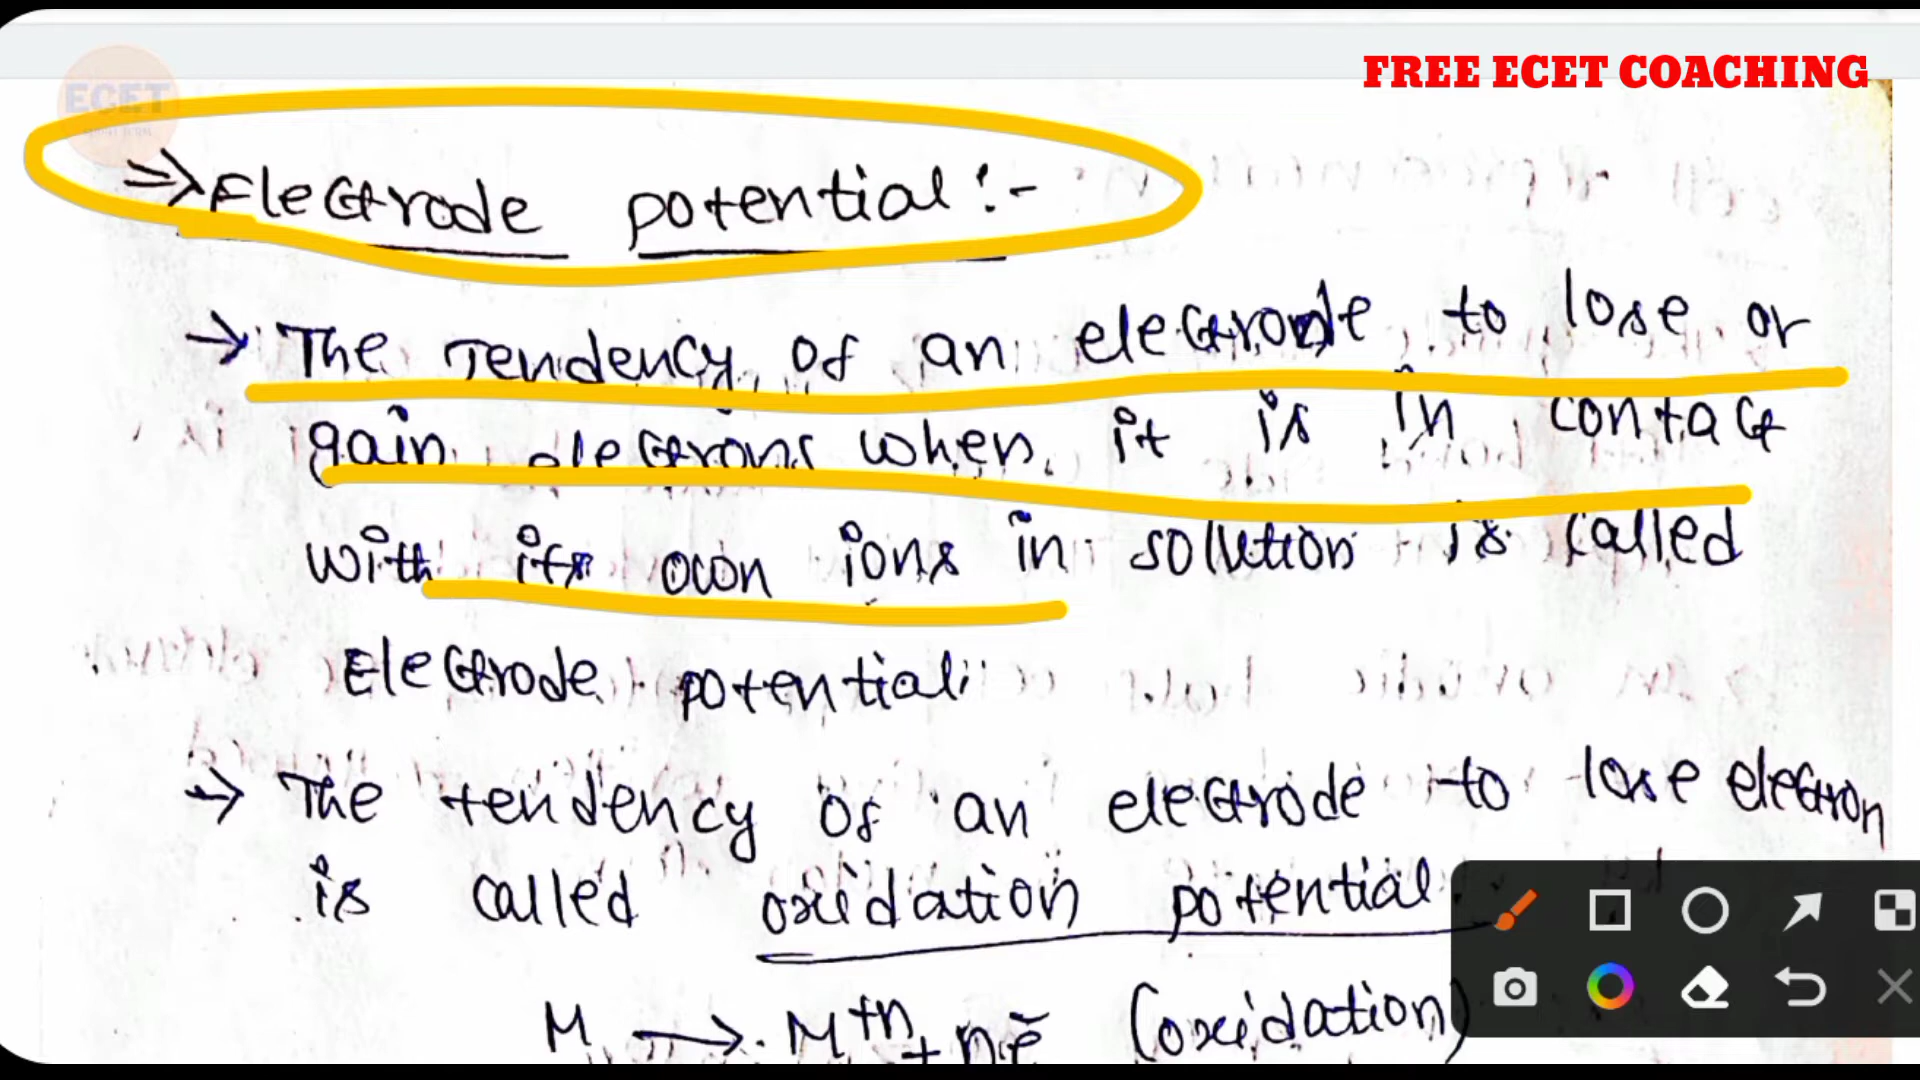 FREE ECET COACHING
ECET
⇒ Electrode potential :-
→ The Tendency of an electrode to lose or
gain electrons when it is in contact
with its own ions in solution is called
Electrode potential.
→ The tendency of an electrode to lose electron
is called oxidation potential.
M → M⁺ⁿ + nē (oxidation)